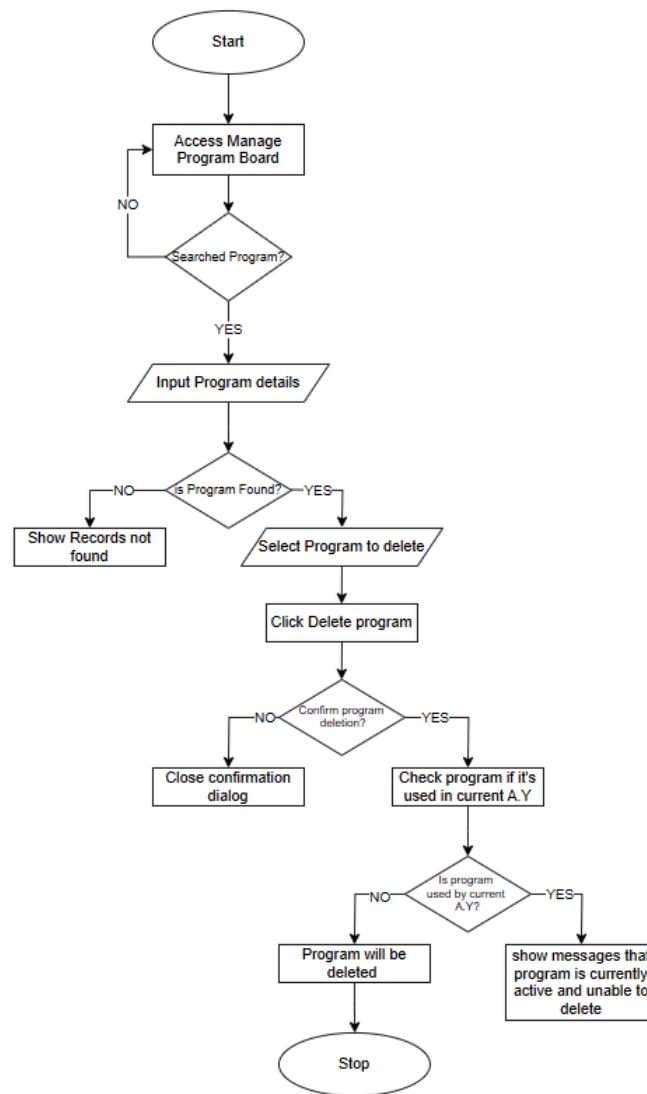 Start
Access Manage
Program Board
NO
Searched Program?
YES
Input Program details
NO
is Program Found?
YES
Show Records not
found
Select Program to delete
Click Delete program
Confirm program
deletion?
NO
YES
Close confirmation
dialog
Check program if it's
used in current A.Y
Is program
used by current
A.Y?
NO
YES
Program will be
deleted
show messages that
program is currently
active and unable to
delete
Stop